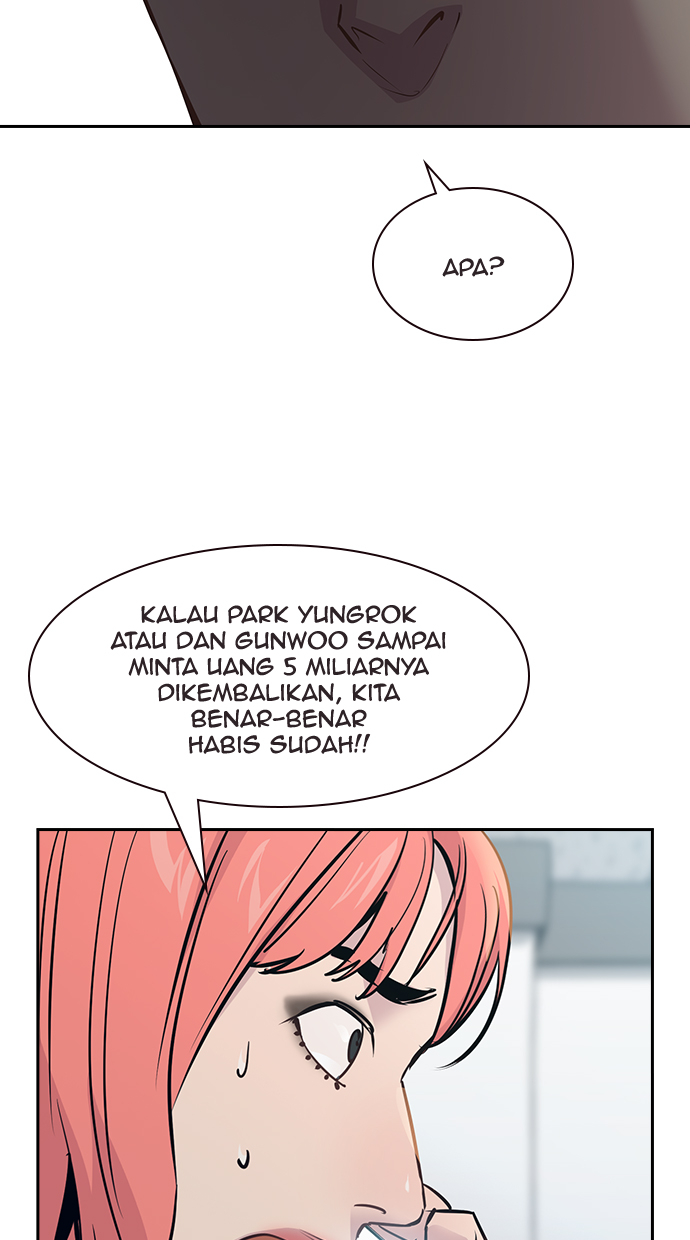 APA?
KALAU PARK YUNGROK
ATAU DAN GUNWOO SAMPAI
MINTA UANG 5 MILIARNYA
DIKEMBALIKAN, KITA
BENAR-BENAR
HABIS SUDAH!!